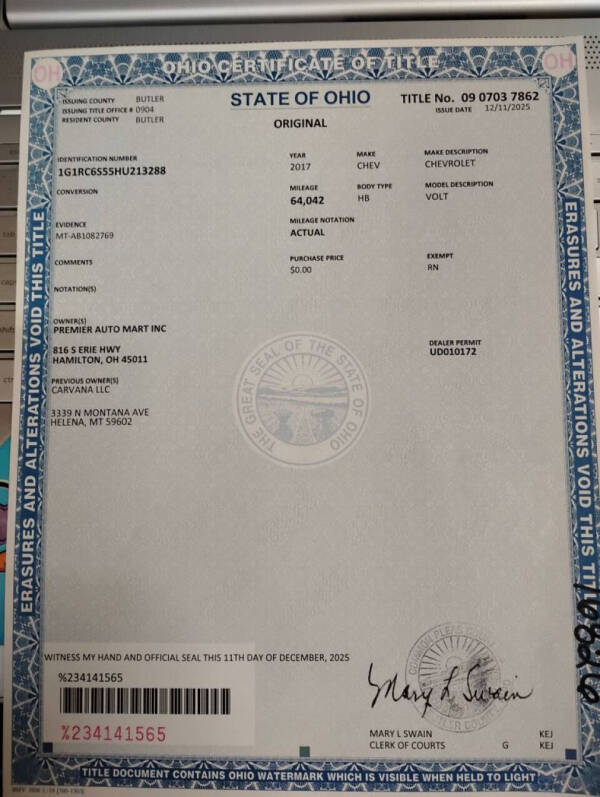 OH OHIO CERTIFICATE OF TITLE OH
ISSUING COUNTY BUTLER
ISSUING TITLE OFFICE # 0904
RESIDENT COUNTY BUTLER
STATE OF OHIO
ORIGINAL
TITLE No. 09 0703 7862
ISSUE DATE 12/11/2025
IDENTIFICATION NUMBER
1G1RC6S55HU213288
YEAR
2017
MAKE
CHEV
MAKE DESCRIPTION
CHEVROLET
CONVERSION
MILEAGE
64,042
BODY TYPE
HB
MODEL DESCRIPTION
VOLT
EVIDENCE
MT-AB1082769
MILEAGE NOTATION
ACTUAL
COMMENTS
PURCHASE PRICE
$0.00
EXEMPT
RN
NOTATION(S)
OWNER(S)
PREMIER AUTO MART INC
816 S ERIE HWY
HAMILTON, OH 45011
DEALER PERMIT
UD010172
PREVIOUS OWNER(S)
CARVANA LLC
3339 N MONTANA AVE
HELENA, MT 59602
THE GREAT SEAL OF THE STATE OF OHIO
ERASURES AND ALTERATIONS VOID THIS TITLE
ERASURES AND ALTERATIONS VOID THIS TITLE
WITNESS MY HAND AND OFFICIAL SEAL THIS 11TH DAY OF DECEMBER, 2025
%234141565
%234141565
Mary L Swain
MARY L SWAIN KEJ
CLERK OF COURTS G KEJ
TITLE DOCUMENT CONTAINS OHIO WATERMARK WHICH IS VISIBLE WHEN HELD TO LIGHT